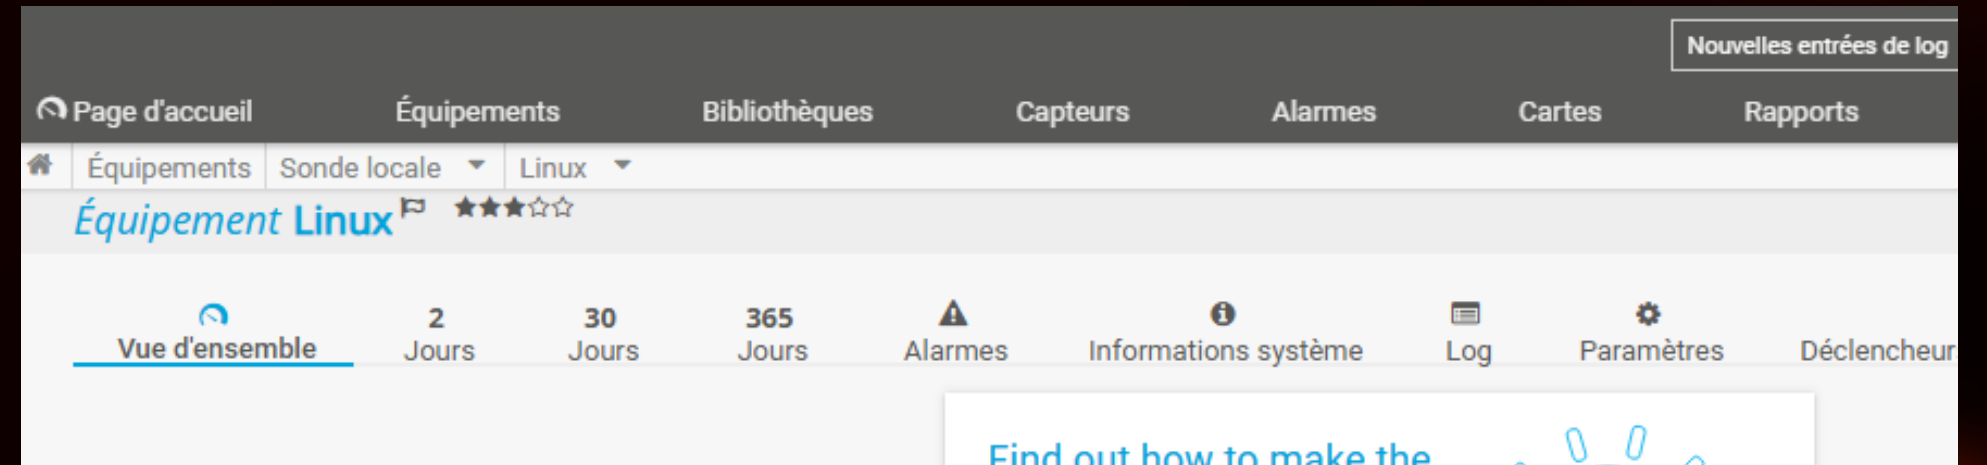 Nouvelles entrées de log
Page d'accueil Équipements Bibliothèques Capteurs Alarmes Cartes Rapports
Équipements Sonde locale Linux
Équipement Linux
2 30 365
Vue d'ensemble Jours Jours Jours Alarmes Informations système Log Paramètres Déclencheur
Find out how to make the